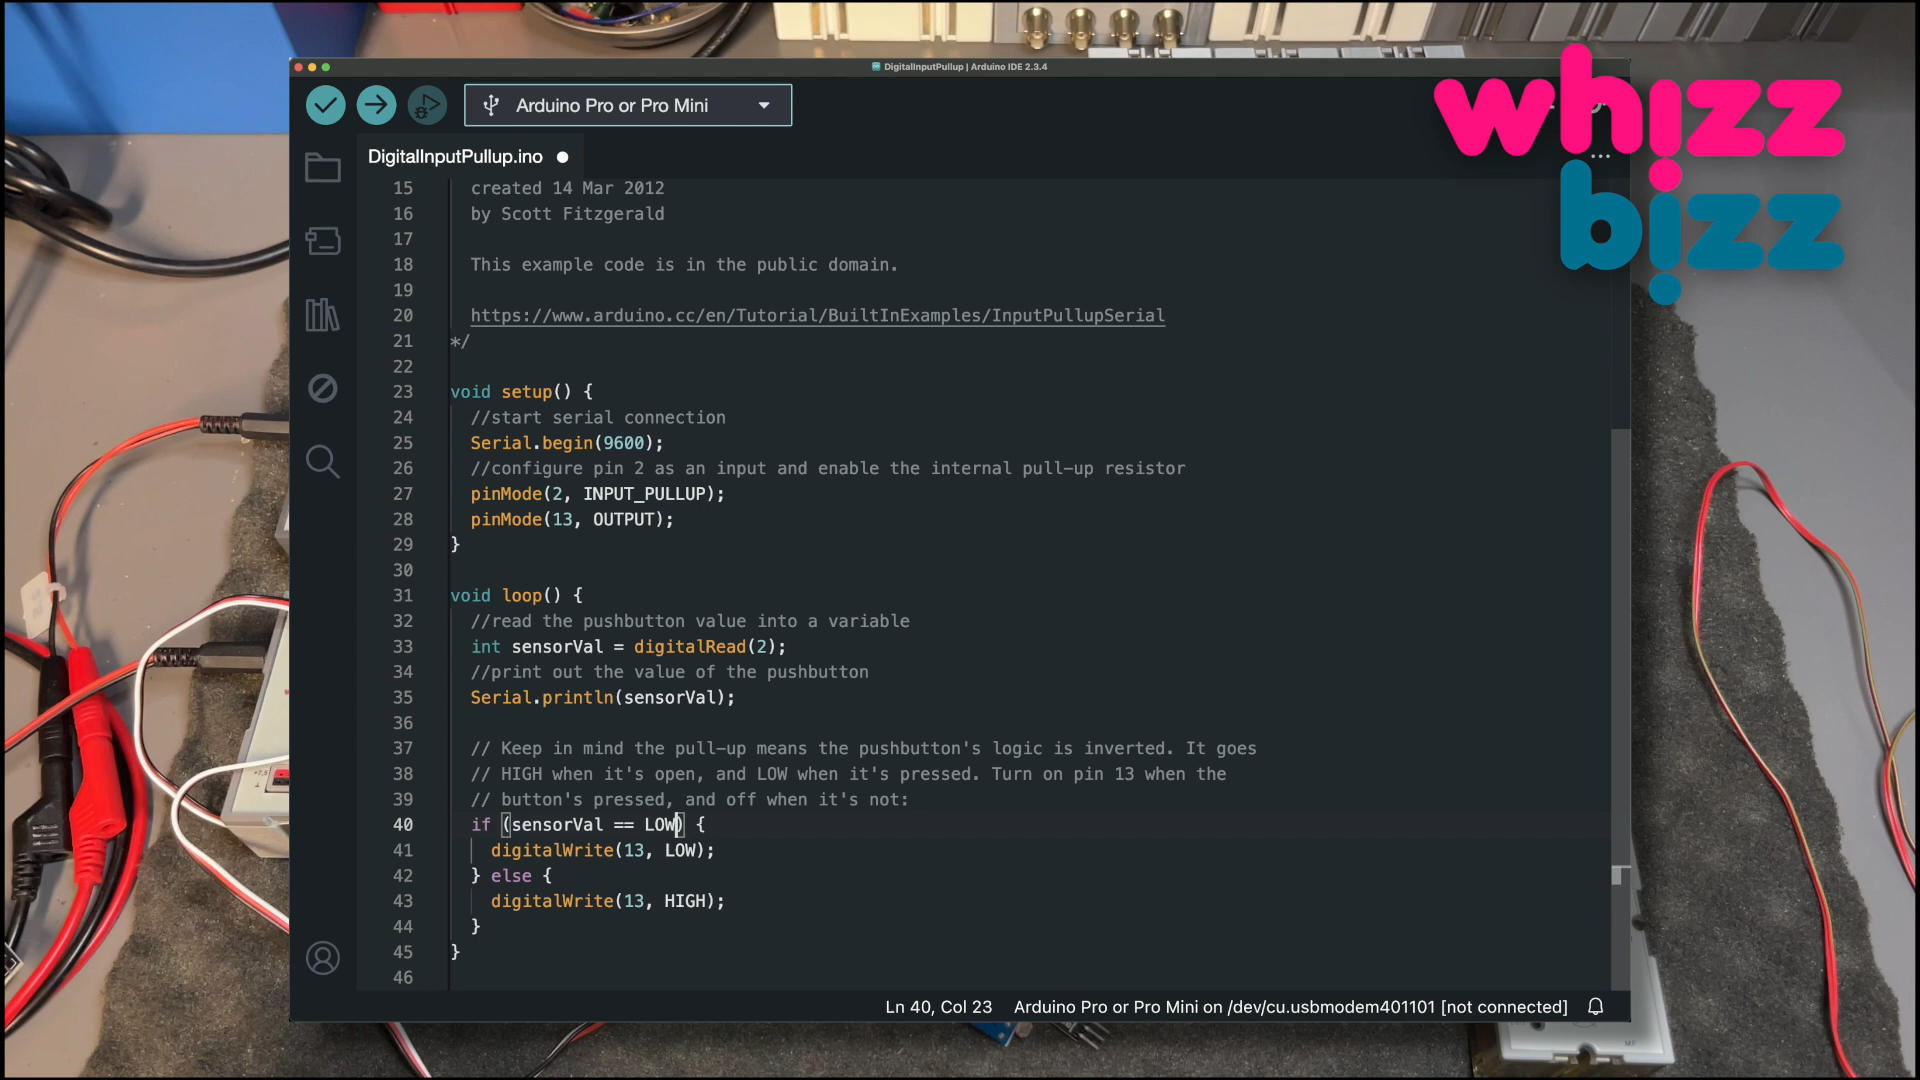 DigitalInputPullup | Arduino IDE 2.3.4
whizz
bizz
Arduino Pro or Pro Mini
DigitalInputPullup.ino
15 created 14 Mar 2012
16 by Scott Fitzgerald
17
18 This example code is in the public domain.
19
20 https://www.arduino.cc/en/Tutorial/BuiltInExamples/InputPullupSerial
21 */
22
23 void setup() {
24 //start serial connection
25 Serial.begin(9600);
26 //configure pin 2 as an input and enable the internal pull-up resistor
27 pinMode(2, INPUT_PULLUP);
28 pinMode(13, OUTPUT);
29 }
30
31 void loop() {
32 //read the pushbutton value into a variable
33 int sensorVal = digitalRead(2);
34 //print out the value of the pushbutton
35 Serial.println(sensorVal);
36
37 // Keep in mind the pull-up means the pushbutton's logic is inverted. It goes
38 // HIGH when it's open, and LOW when it's pressed. Turn on pin 13 when the
39 // button's pressed, and off when it's not:
40 if (sensorVal == LOW) {
41 digitalWrite(13, LOW);
42 } else {
43 digitalWrite(13, HIGH);
44 }
45 }
46
Ln 40, Col 23 Arduino Pro or Pro Mini on /dev/cu.usbmodem401101 [not connected]